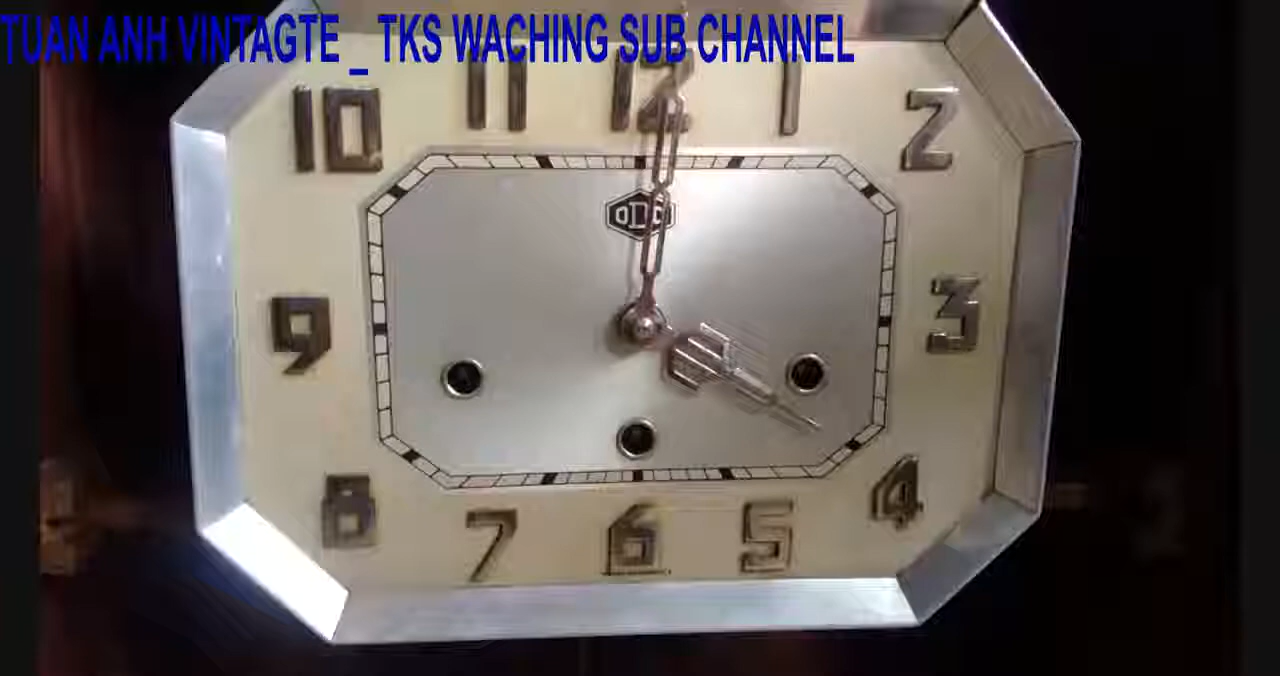 TUAN ANH VINTAGTE _ TKS WACHING SUB CHANNEL
10 11 12 1 2
ODO
9 3
8 7 6 5 4